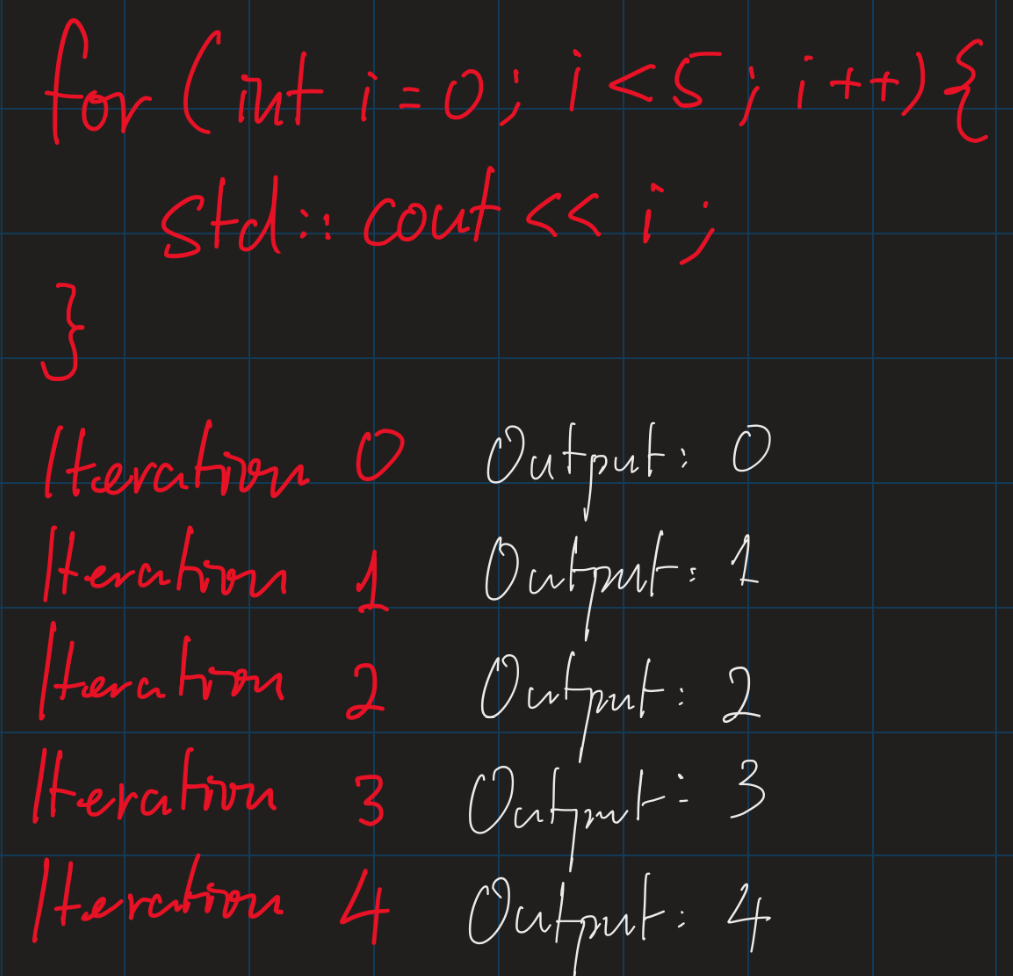 for (int i=0; i<5; i++){
std::cout << i;
}
Iteration 0 Output: 0
Iteration 1 Output: 1
Iteration 2 Output: 2
Iteration 3 Output: 3
Iteration 4 Output: 4